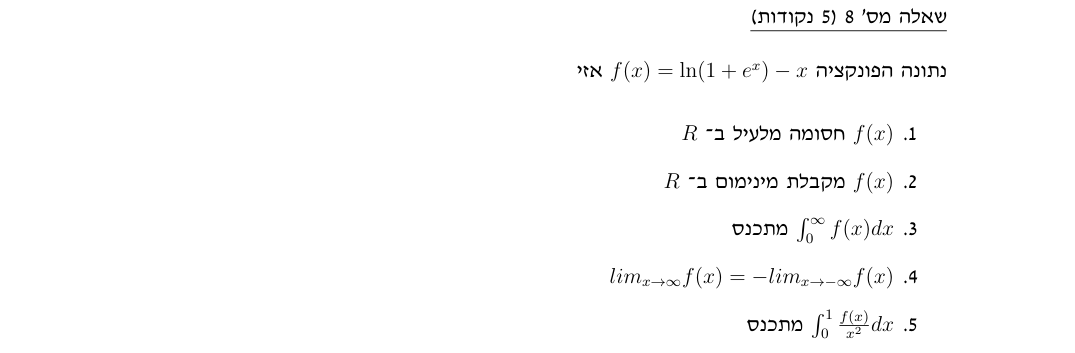 שאלה מס' 8 (5 נקודות)
נתונה הפונקציה f(x) = ln(1 + e^x) − x אזי
1. f(x) חסומה מלעיל ב־ R
2. f(x) מקבלת מינימום ב־ R
3. ∫_0^∞ f(x)dx מתכנס
4. lim_{x→∞} f(x) = −lim_{x→−∞} f(x)
5. ∫_0^1 \frac{f(x)}{x^2} dx מתכנס